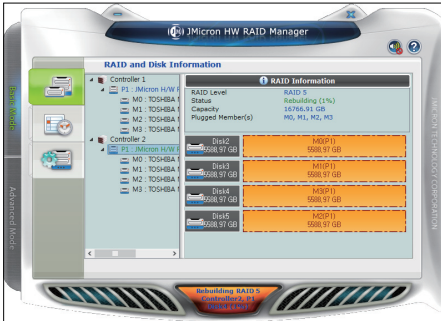 JMicron HW RAID Manager
RAID and Disk Information
Basic Mode
Advanced Mode
Controller 1
P1 : JMicron H/W R
M0 : TOSHIBA
M1 : TOSHIBA
M2 : TOSHIBA
M3 : TOSHIBA
Controller 2
P1 : JMicron H/W R
M0 : TOSHIBA
M1 : TOSHIBA
M2 : TOSHIBA
M3 : TOSHIBA
RAID Information
RAID Level RAID 5
Status Rebuilding (1%)
Capacity 16766.91 GB
Plugged Member(s) M0, M1, M2, M3
Disk2 M0(P1)
5588,97 GB 5588,97 GB
Disk3 M1(P1)
5588,97 GB 5588,97 GB
Disk4 M3(P1)
5588,97 GB 5588,97 GB
Disk5 M2(P1)
5588,97 GB 5588,97 GB
JMICRON TECHNOLOGY CORPORATION
Rebuilding RAID 5
Controller2, P1